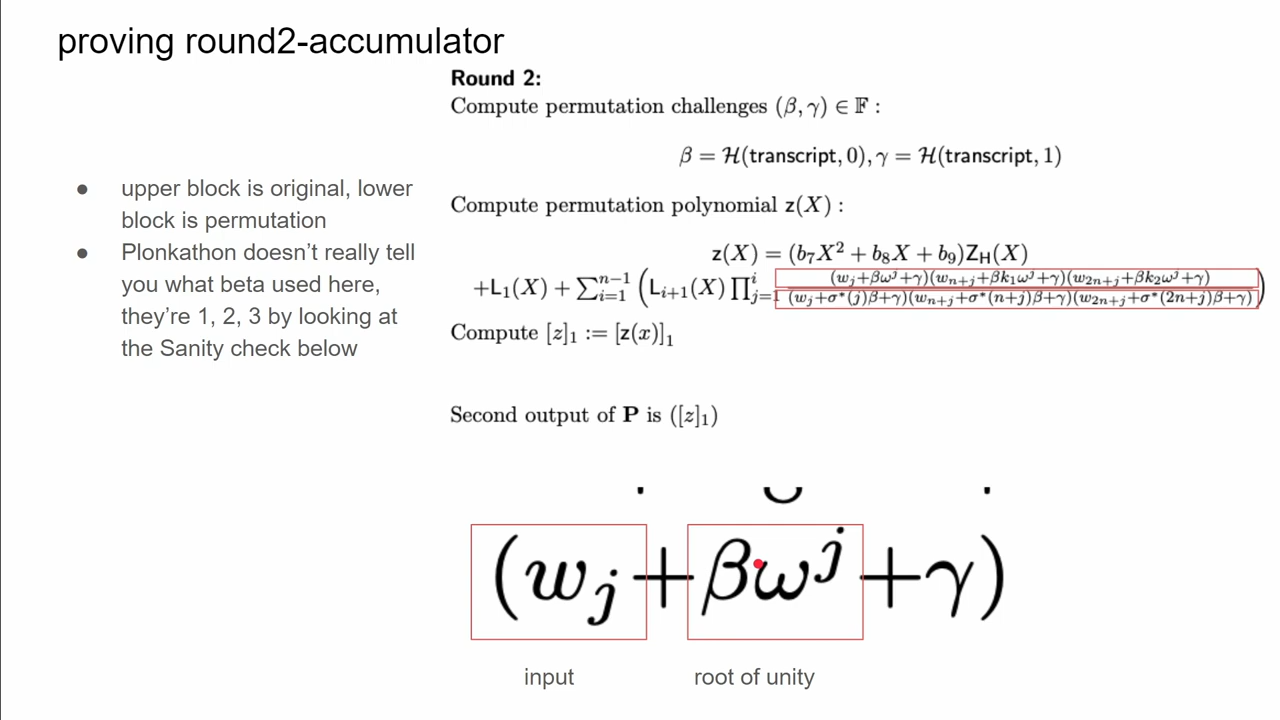 proving round2-accumulator
● upper block is original, lower
block is permutation
● Plonkathon doesn’t really tell
you what beta used here,
they’re 1, 2, 3 by looking at
the Sanity check below
Round 2:
Compute permutation challenges (β, γ) ∈ 𝔽 :
β = ℋ(transcript, 0), γ = ℋ(transcript, 1)
Compute permutation polynomial z(X) :
z(X) = (b₇X² + b₈X + b₉)Z_H(X)
+L₁(X) + ∑_{i=1}^{n−1} (L_{i+1}(X) ∏_{j=1}^{i} \frac{(w_j+βω^j+γ)(w_{n+j}+βk₁ω^j+γ)(w_{2n+j}+βk₂ω^j+γ)}{(w_j+σ*(j)β+γ)(w_{n+j}+σ*(n+j)β+γ)(w_{2n+j}+σ*(2n+j)β+γ)})
Compute [z]₁ := [z(x)]₁
Second output of P is ([z]₁)
(w_j + βω^j + γ)
input root of unity